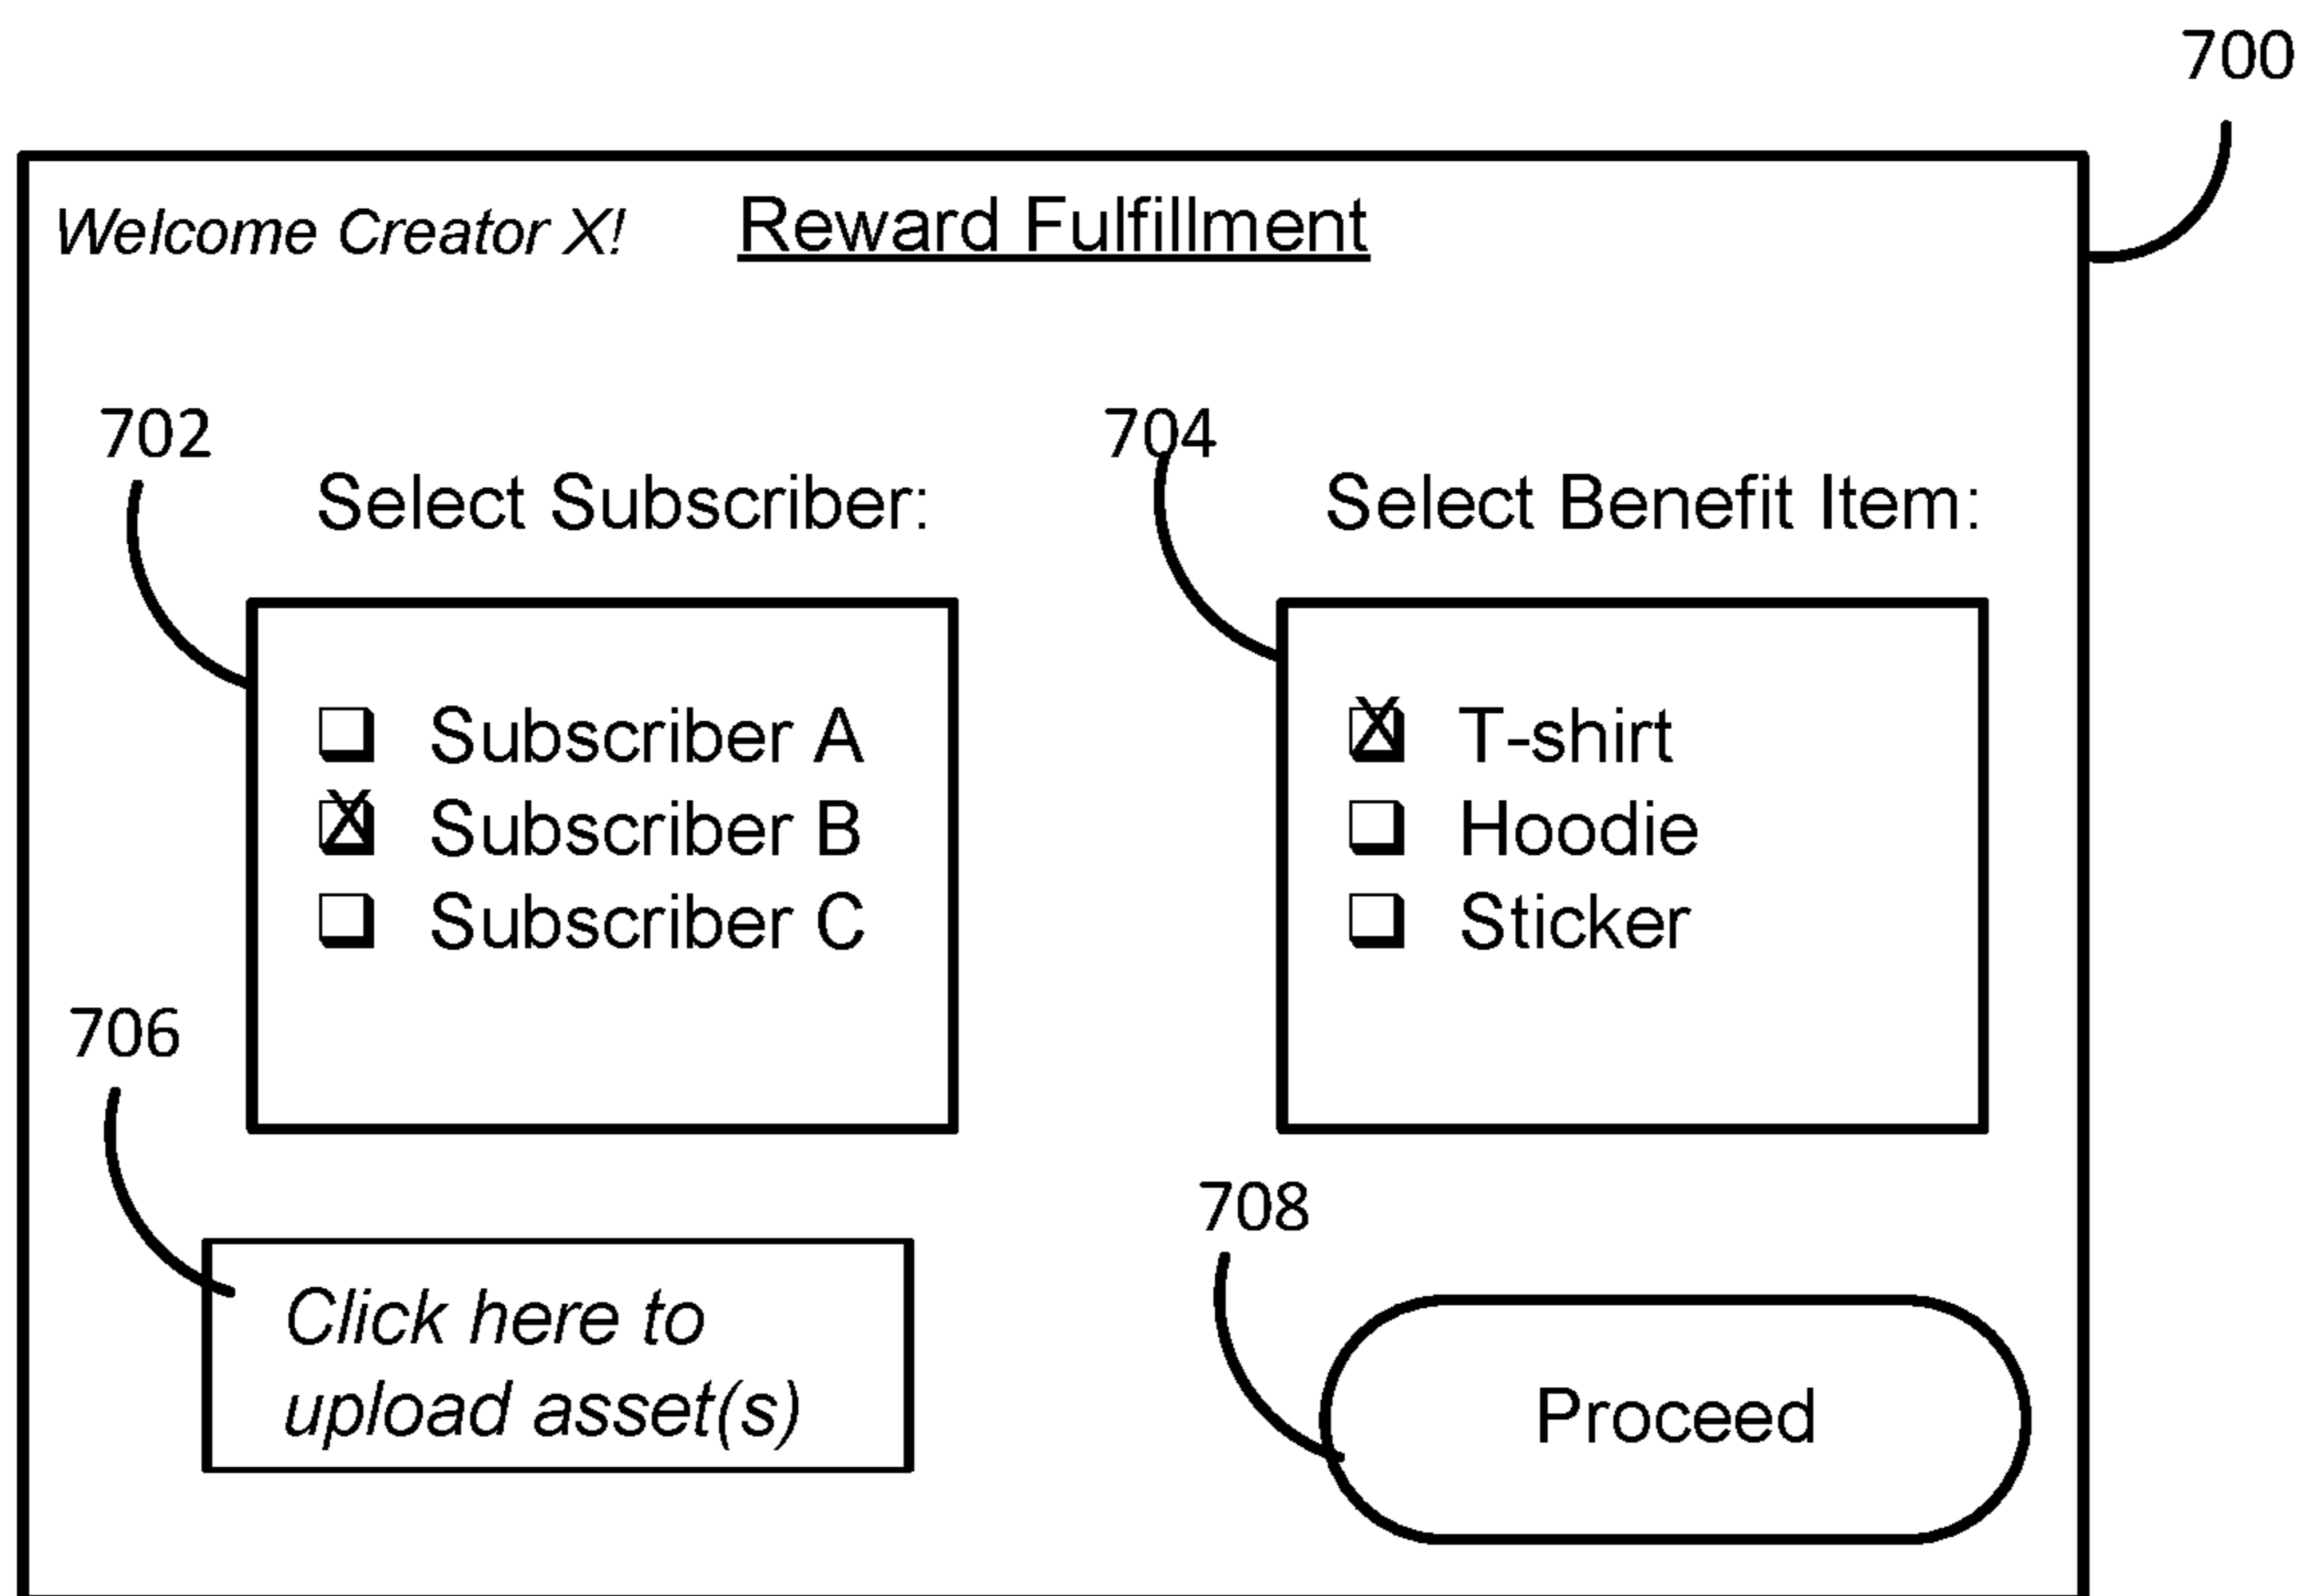 700
Welcome Creator X! Reward Fulfillment
702
704
Select Subscriber:
Select Benefit Item:
Subscriber A
Subscriber B
Subscriber C
T-shirt
Hoodie
Sticker
706
Click here to
upload asset(s)
708
Proceed